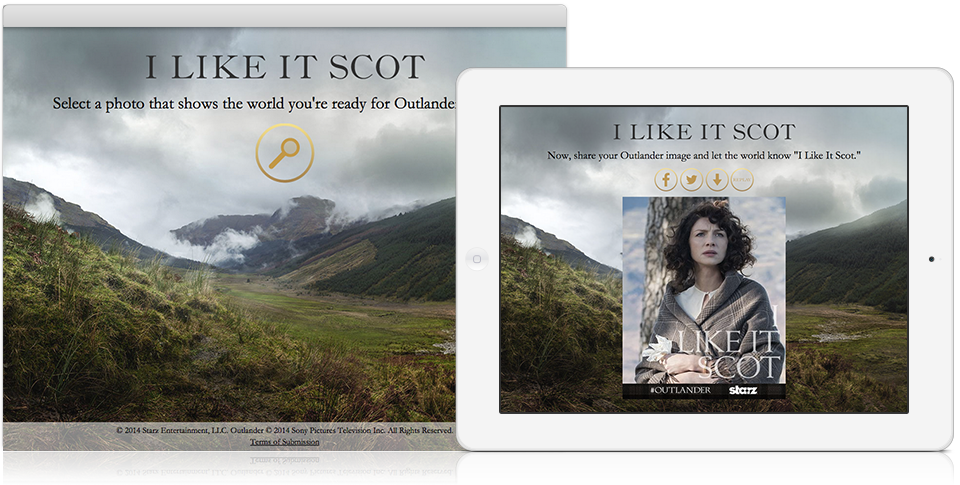 I LIKE IT SCOT
Select a photo that shows the world you're ready for Outlander
© 2014 Starz Entertainment, LLC. Outlander © 2014 Sony Pictures Television Inc. All Rights Reserved.
Terms of Submission
I LIKE IT SCOT
Now, share your Outlander image and let the world know "I Like It Scot."
I
LIKE IT
SCOT
#OUTLANDER starz